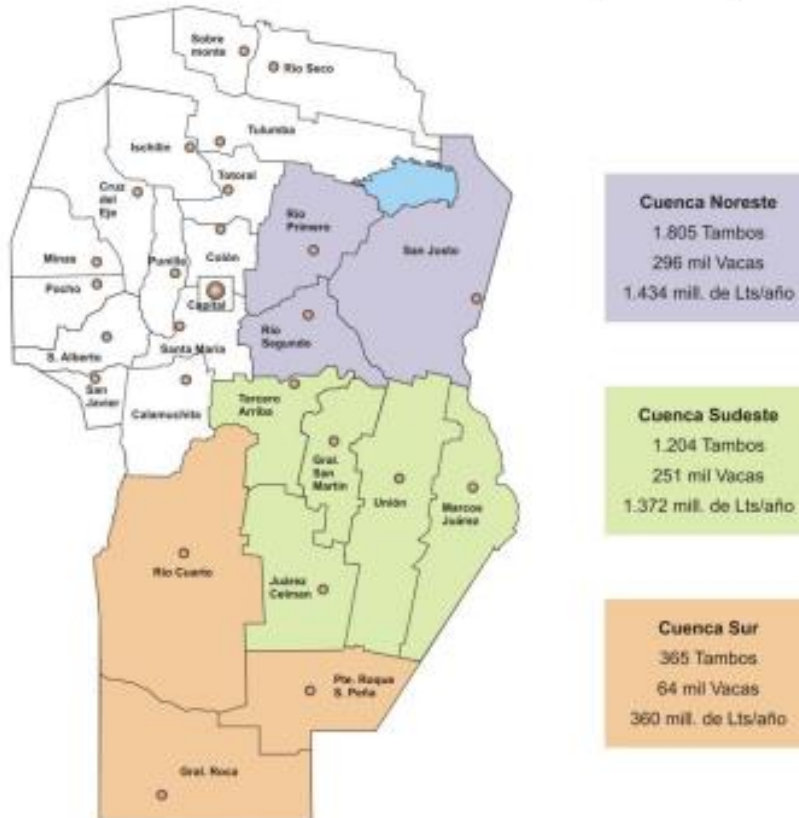 Sobre
monte
Rio Seco
Tulumba
Ischilin
Totoral
Cruz
del
Eje
Rio
Primero
San Justo
Colón
Minas
Punilla
Pocho
Capital
Rio
Segundo
S. Alberto
Santa Maria
San
Javier
Calamuchita
Tercero
Arriba
Gral.
San
Martin
Unión
Marcos
Juárez
Rio Cuarto
Juárez
Celman
Pte. Roque
S. Peña
Gral. Roca
Cuenca Noreste
1.805 Tambos
296 mil Vacas
1.434 mill. de Lts/año
Cuenca Sudeste
1.204 Tambos
251 mil Vacas
1.372 mill. de Lts/año
Cuenca Sur
365 Tambos
64 mil Vacas
360 mill. de Lts/año